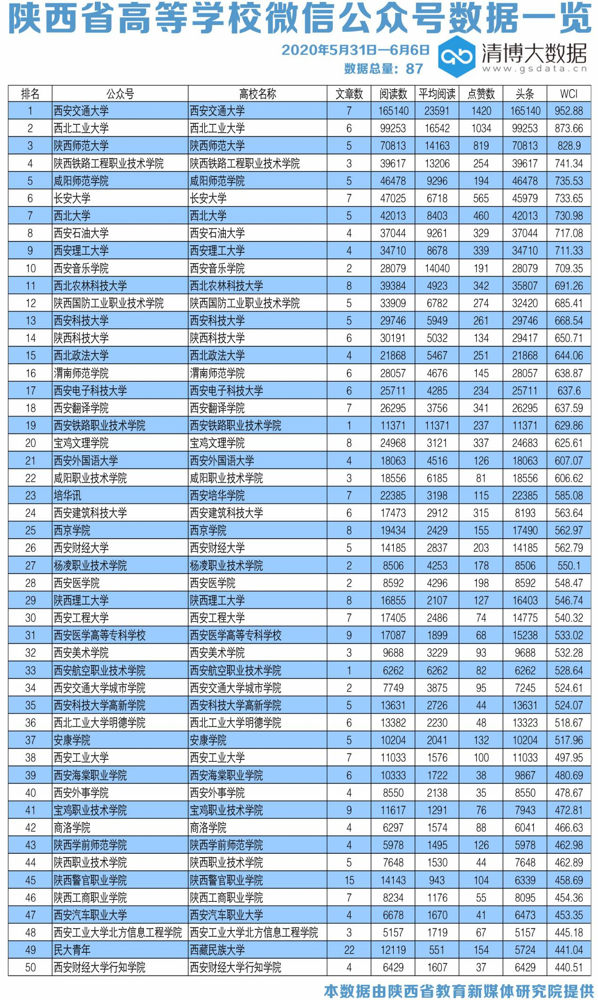 陕西省高等学校微信公众号数据一览
2020年5月31日—6月6日
数据总量：87
清博大数据
www.gsdata.cn
排名 公众号 高校名称 文章数 阅读数 平均阅读 点赞数 头条 WCI
1 西安交通大学 西安交通大学 7 165140 23591 1420 165140 952.88
2 西北工业大学 西北工业大学 6 99253 16542 1034 99253 873.66
3 陕西师范大学 陕西师范大学 5 70813 14163 819 70813 828.9
4 陕西铁路工程职业技术学院 陕西铁路工程职业技术学院 3 39617 13206 254 39617 741.34
5 咸阳师范学院 咸阳师范学院 5 46478 9296 194 46478 735.53
6 长安大学 长安大学 7 47025 6718 565 45979 733.65
7 西北大学 西北大学 5 42013 8403 460 42013 730.98
8 西安石油大学 西安石油大学 4 37044 9261 329 37044 717.08
9 西安理工大学 西安理工大学 4 34710 8678 339 34710 711.33
10 西安音乐学院 西安音乐学院 2 28079 14040 191 28079 709.35
11 西北农林科技大学 西北农林科技大学 8 39384 4923 342 35807 691.26
12 陕西国防工业职业技术学院 陕西国防工业职业技术学院 5 33909 6782 274 32420 685.41
13 西安科技大学 西安科技大学 5 29746 5949 261 29746 668.54
14 陕西科技大学 陕西科技大学 6 30191 5032 134 29417 650.71
15 西北政法大学 西北政法大学 4 21868 5467 251 21868 644.06
16 渭南师范学院 渭南师范学院 6 28057 4676 145 28057 638.87
17 西安电子科技大学 西安电子科技大学 6 25711 4285 234 25711 637.6
18 西安翻译学院 西安翻译学院 7 26295 3756 341 26295 637.59
19 西安铁路职业技术学院 西安铁路职业技术学院 1 11371 11371 237 11371 629.86
20 宝鸡文理学院 宝鸡文理学院 8 24968 3121 337 24683 625.61
21 西安外国语大学 西安外国语大学 4 18063 4516 126 18063 607.07
22 咸阳职业技术学院 咸阳职业技术学院 3 18556 6185 81 18556 606.62
23 培华讯 西安培华学院 7 22385 3198 115 22385 585.08
24 西安建筑科技大学 西安建筑科技大学 6 17473 2912 315 8193 563.64
25 西京学院 西京学院 8 19434 2429 155 17490 562.97
26 西安财经大学 西安财经大学 5 14185 2837 203 14185 562.79
27 杨凌职业技术学院 杨凌职业技术学院 2 8506 4253 178 8506 550.1
28 西安医学院 西安医学院 2 8592 4296 198 8592 548.47
29 陕西理工大学 陕西理工大学 8 16855 2107 127 16403 546.74
30 西安工程大学 西安工程大学 7 17405 2486 74 14775 540.32
31 西安医学高等专科学校 西安医学高等专科学校 9 17087 1899 68 15238 533.02
32 西安美术学院 西安美术学院 3 9688 3229 93 9688 532.28
33 西安航空职业技术学院 西安航空职业技术学院 1 6262 6262 82 6262 528.64
34 西安交通大学城市学院 西安交通大学城市学院 2 7749 3875 95 7245 524.61
35 西安科技大学高新学院 西安科技大学高新学院 5 13631 2726 44 13631 524.07
36 西北工业大学明德学院 西北工业大学明德学院 6 13382 2230 48 13323 518.67
37 安康学院 安康学院 5 10204 2041 132 10204 517.96
38 西安工业大学 西安工业大学 7 11033 1576 100 11033 497.95
39 西安海棠职业学院 西安海棠职业学院 6 10333 1722 38 9867 480.69
40 西安外事学院 西安外事学院 4 8550 2138 35 8550 478.67
41 宝鸡职业技术学院 宝鸡职业技术学院 9 11617 1291 76 7943 472.81
42 商洛学院 商洛学院 4 6297 1574 88 6041 466.63
43 陕西学前师范学院 陕西学前师范学院 4 5978 1495 126 5978 462.98
44 陕西职业技术学院 陕西职业技术学院 5 7648 1530 44 7648 462.89
45 陕西警官职业学院 陕西警官职业学院 15 14143 943 104 6339 458.69
46 陕西工商职业学院 陕西工商职业学院 7 8234 1176 55 8095 454.36
47 西安汽车职业大学 西安汽车职业大学 4 6678 1670 41 6473 453.35
48 西安工业大学北方信息工程学院 西安工业大学北方信息工程学院 3 5157 1719 67 5157 445.18
49 民大青年 西藏民族大学 22 12119 551 154 5724 441.04
50 西安财经大学行知学院 西安财经大学行知学院 4 6429 1607 37 6429 440.51
本数据由陕西省教育新媒体研究院提供